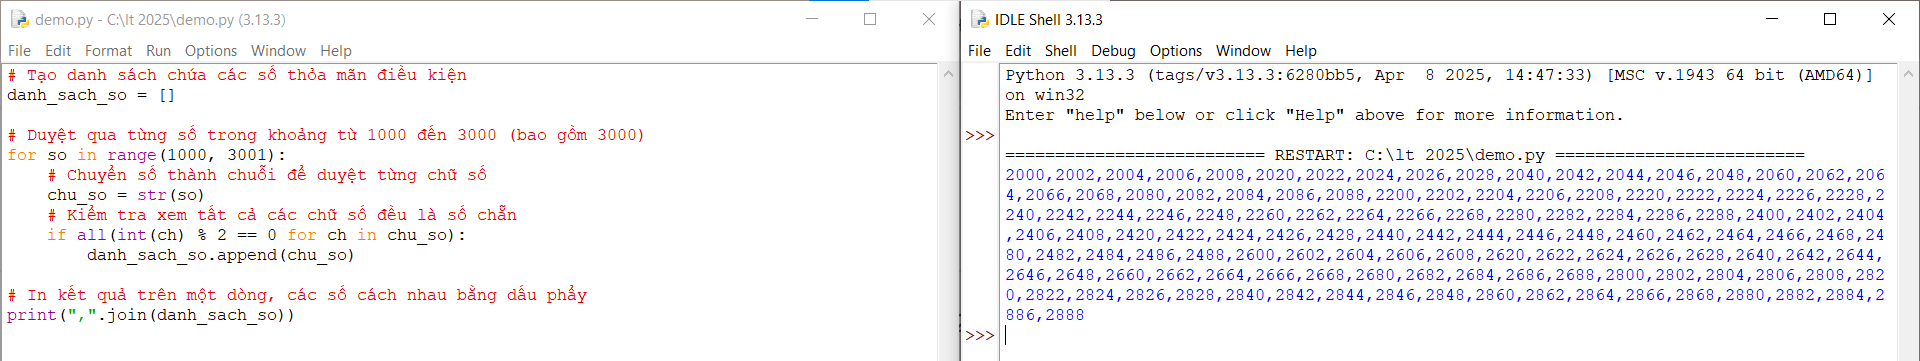 demo.py - C:\lt 2025\demo.py (3.13.3)
File Edit Format Run Options Window Help
# Tạo danh sách chứa các số thỏa mãn điều kiện
danh_sach_so = []
# Duyệt qua từng số trong khoảng từ 1000 đến 3000 (bao gồm 3000)
for so in range(1000, 3001):
    # Chuyển số thành chuỗi để duyệt từng chữ số
    chu_so = str(so)
    # Kiểm tra xem tất cả các chữ số đều là số chẵn
    if all(int(ch) % 2 == 0 for ch in chu_so):
        danh_sach_so.append(chu_so)
# In kết quả trên một dòng, các số cách nhau bằng dấu phẩy
print(",".join(danh_sach_so))
IDLE Shell 3.13.3
File Edit Shell Debug Options Window Help
Python 3.13.3 (tags/v3.13.3:6280bb5, Apr  8 2025, 14:47:33) [MSC v.1943 64 bit (AMD64)]
on win32
Enter "help" below or click "Help" above for more information.
>>>
========================== RESTART: C:\lt 2025\demo.py =========================
2000,2002,2004,2006,2008,2020,2022,2024,2026,2028,2040,2042,2044,2046,2048,2060,2062,206
4,2066,2068,2080,2082,2084,2086,2088,2200,2202,2204,2206,2208,2220,2222,2224,2226,2228,2
240,2242,2244,2246,2248,2260,2262,2264,2266,2268,2280,2282,2284,2286,2288,2400,2402,2404
,2406,2408,2420,2422,2424,2426,2428,2440,2442,2444,2446,2448,2460,2462,2464,2466,2468,24
80,2482,2484,2486,2488,2600,2602,2604,2606,2608,2620,2622,2624,2626,2628,2640,2642,2644,
2646,2648,2660,2662,2664,2666,2668,2680,2682,2684,2686,2688,2800,2802,2804,2806,2808,282
0,2822,2824,2826,2828,2840,2842,2844,2846,2848,2860,2862,2864,2866,2868,2880,2882,2884,2
886,2888
>>>